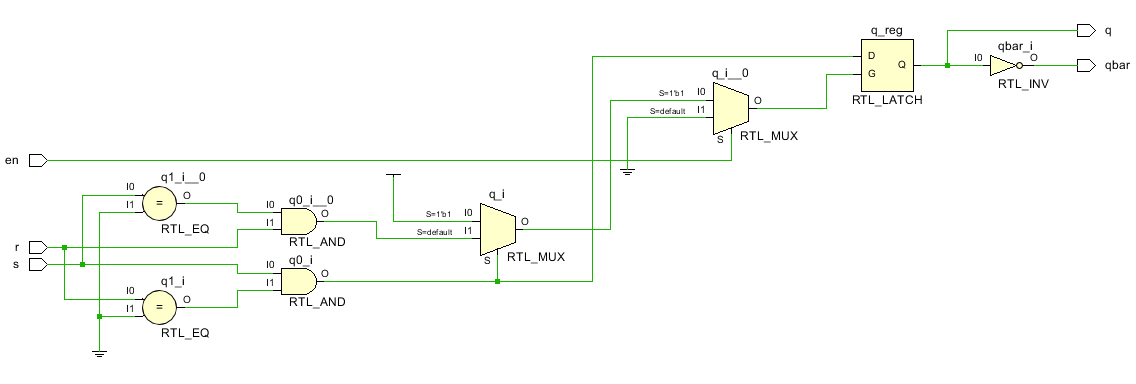 q_reg
D
G
Q
RTL_LATCH
q
qbar_i
I0
O
RTL_INV
qbar
q_i__0
S=1'b1
I0
S=default
I1
O
S
RTL_MUX
en
q1_i__0
I0
I1
O
=
RTL_EQ
q0_i__0
I0
I1
O
RTL_AND
q_i
S=1'b1
I0
S=default
I1
O
S
RTL_MUX
r
s
q0_i
I0
I1
O
RTL_AND
q1_i
I0
I1
O
=
RTL_EQ